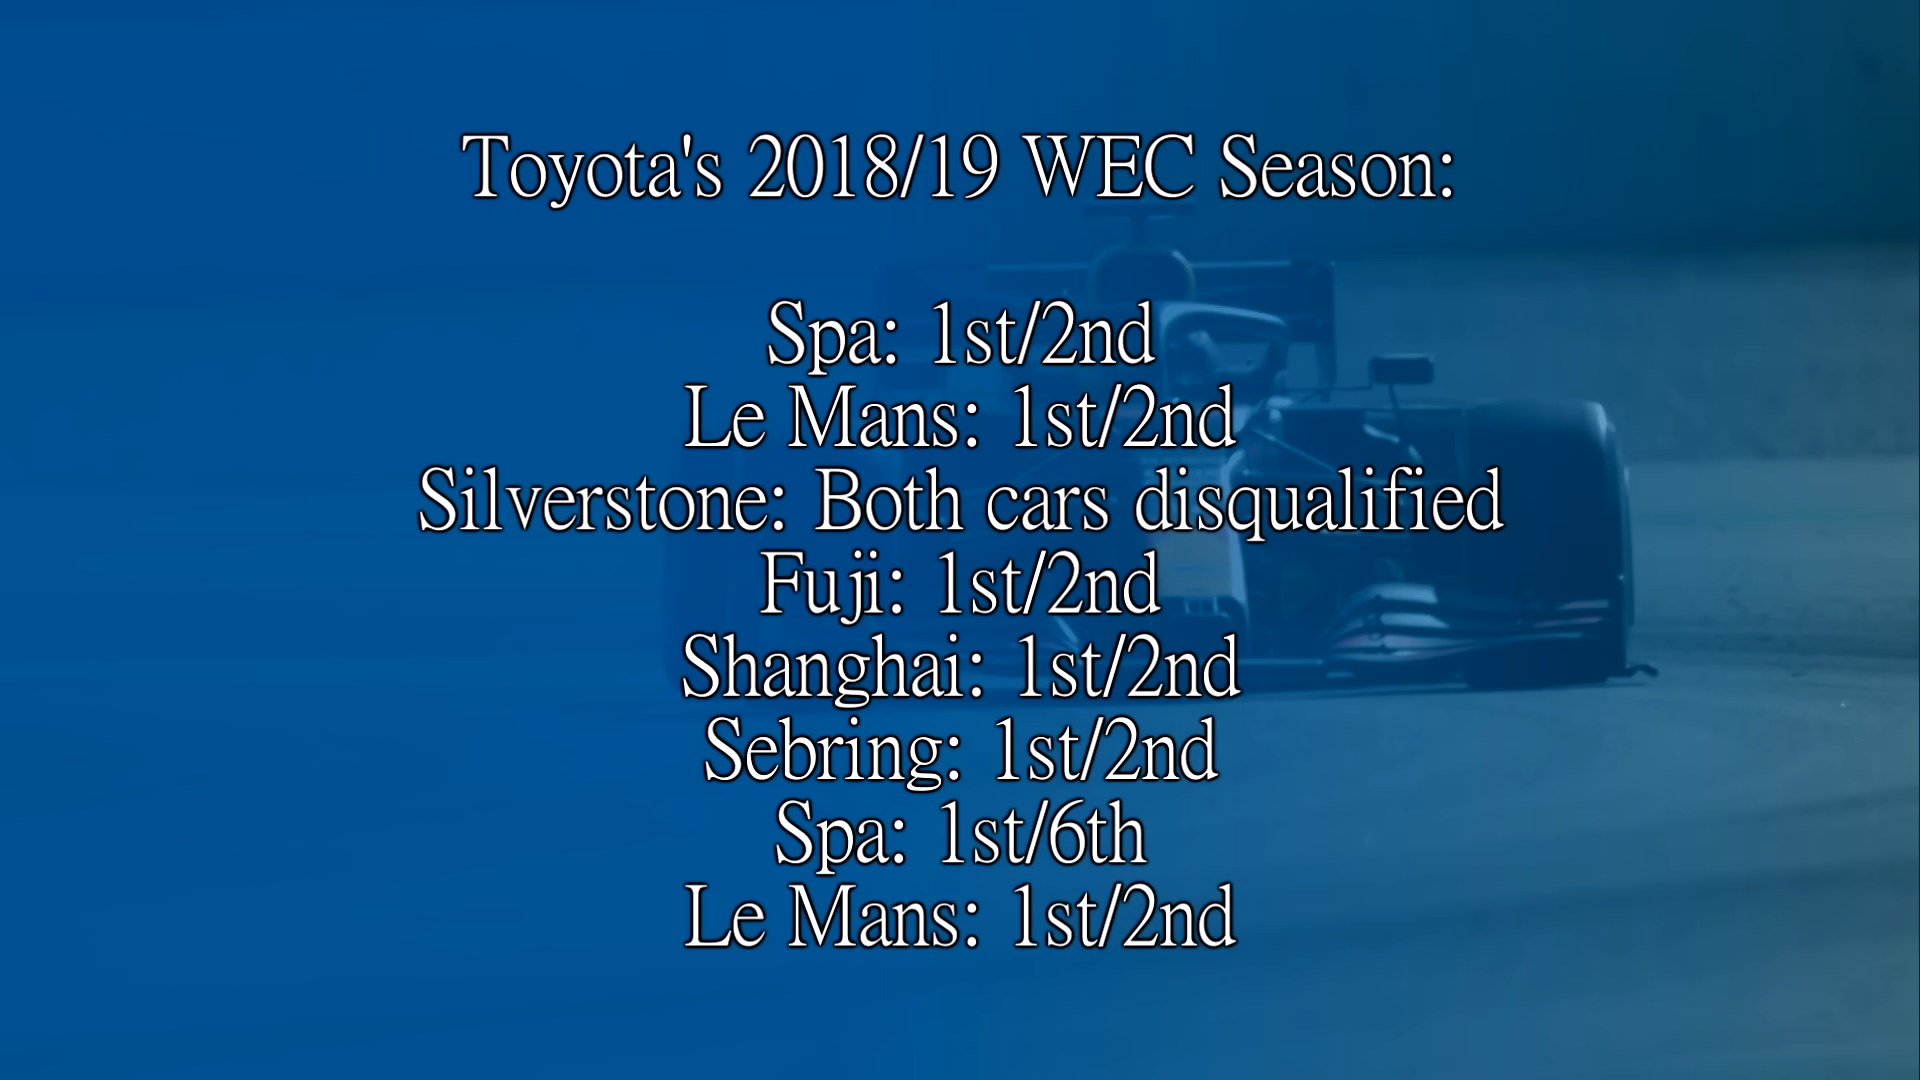 Toyota's 2018/19 WEC Season:
Spa: 1st/2nd
Le Mans: 1st/2nd
Silverstone: Both cars disqualified
Fuji: 1st/2nd
Shanghai: 1st/2nd
Sebring: 1st/2nd
Spa: 1st/6th
Le Mans: 1st/2nd